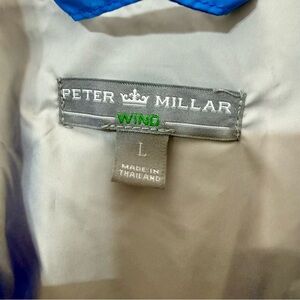 PETER MILLAR
WIND
L
MADE IN
THAILAND